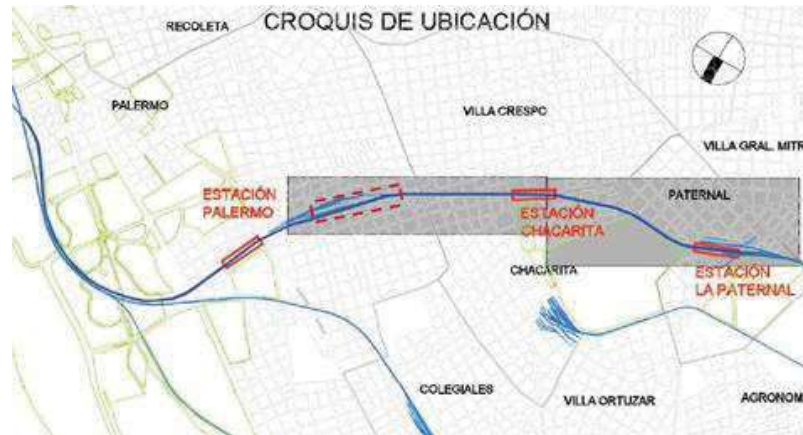 CROQUIS DE UBICACIÓN
RECOLETA
PALERMO
VILLA CRESPO
VILLA GRAL. MITR
ESTACIÓN
PALERMO
PATERNAL
ESTACIÓN
CHACARITA
CHACARITA
ESTACIÓN
LA PATERNAL
COLEGIALES
VILLA ORTUZAR
AGRONOM